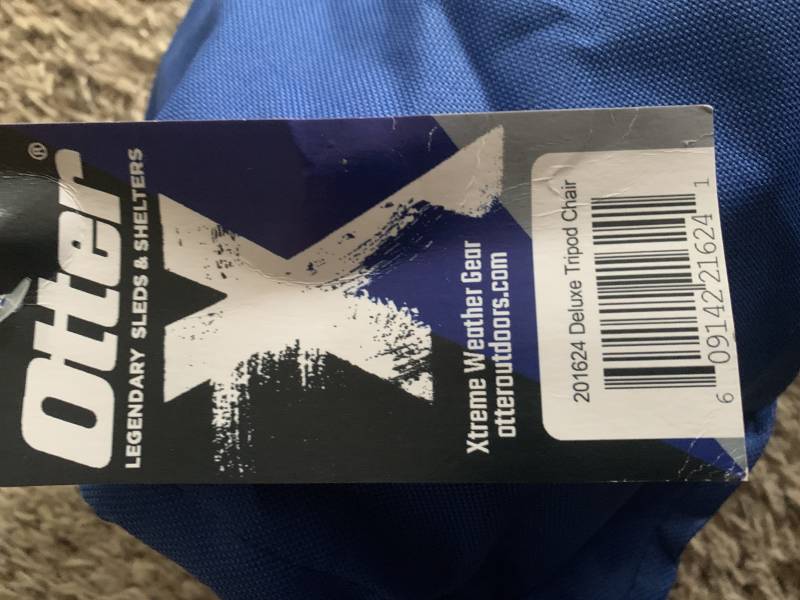 Otter®
LEGENDARY SLEDS & SHELTERS
X
Xtreme Weather Gear
otteroutdoors.com
201624 Deluxe Tripod Chair
6 09142 21624 1